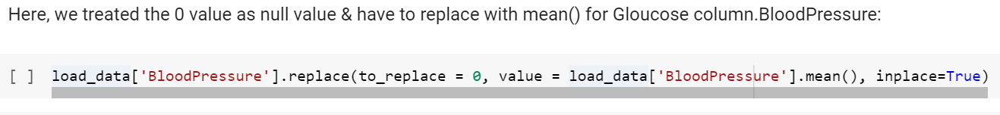 Here, we treated the 0 value as null value & have to replace with mean() for Gloucose column.BloodPressure:
[ ] load_data['BloodPressure'].replace(to_replace = 0, value = load_data['BloodPressure'].mean(), inplace=True)